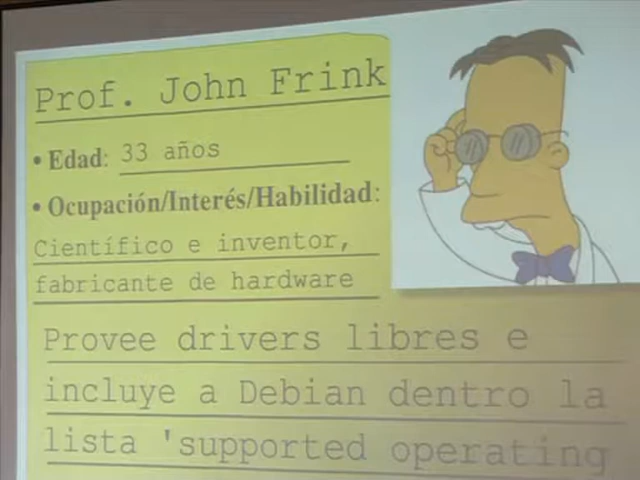 Prof. John Frink
• Edad: 33 años
• Ocupación/Interés/Habilidad:
Científico e inventor,
fabricante de hardware
Provee drivers libres e
incluye a Debian dentro la
lista 'supported operating